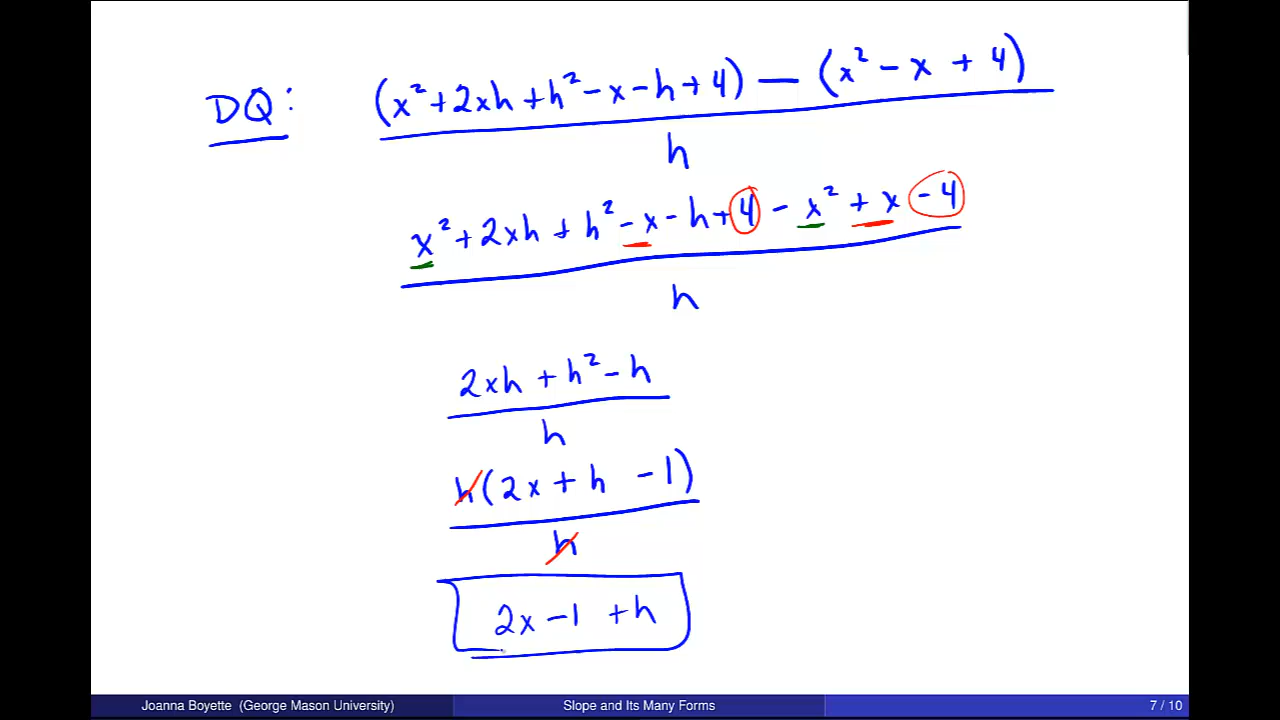 DQ: (x² + 2xh + h² - x - h + 4) — (x² - x + 4)
h
x² + 2xh + h² - x - h + 4 - x² + x - 4
h
2xh + h² - h
h
h(2x + h - 1)
h
2x - 1 + h
Joanna Boyette (George Mason University) Slope and Its Many Forms 7 / 10